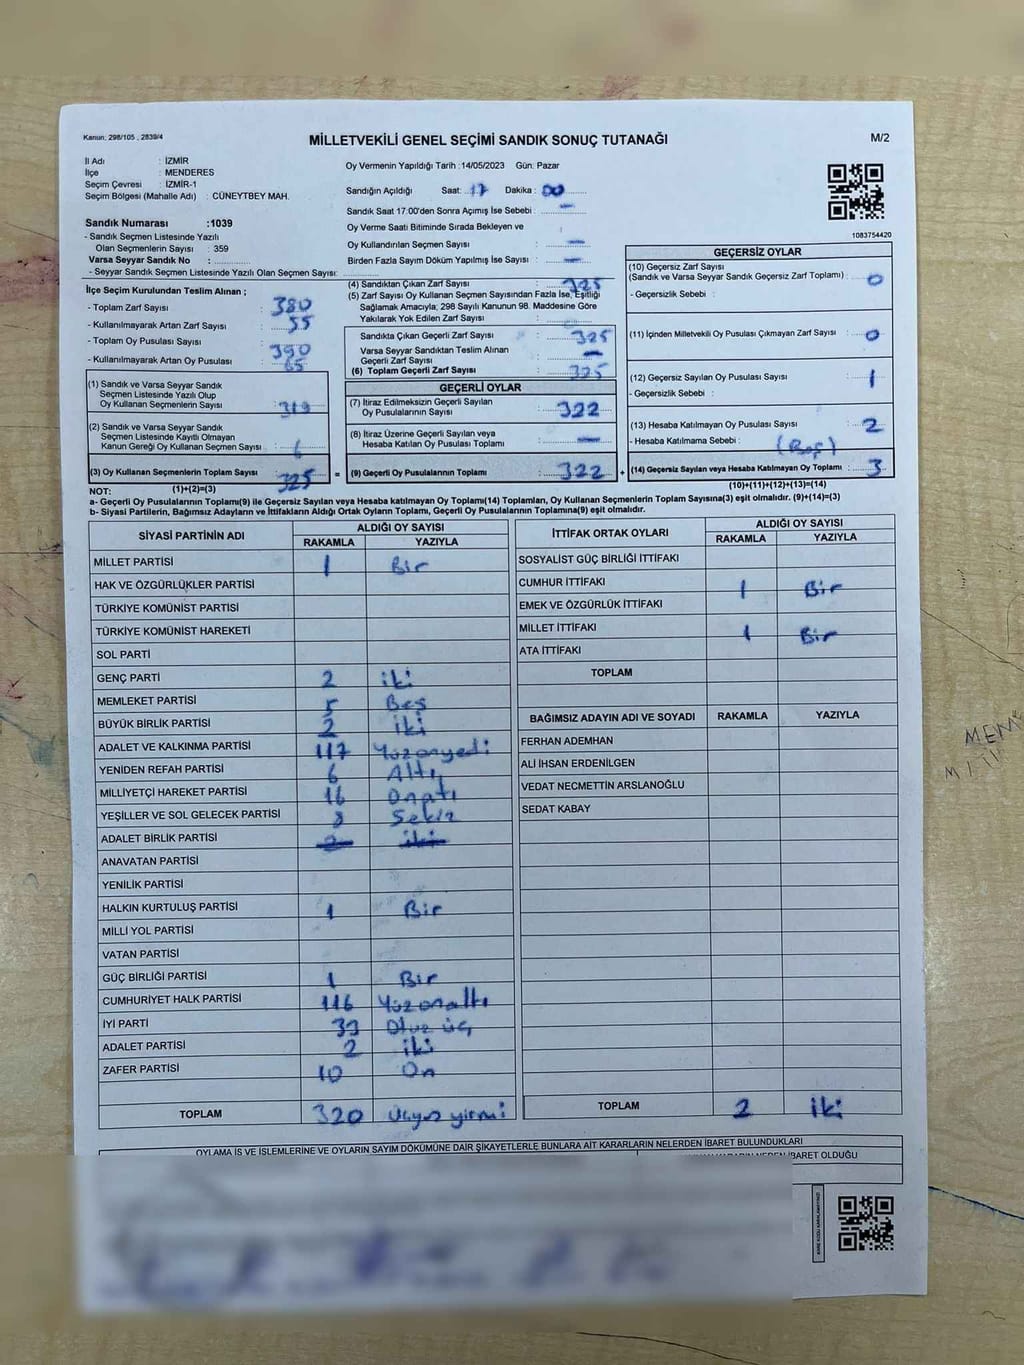 Kanun: 298/105 , 2839/4
MİLLETVEKİLİ GENEL SEÇİMİ SANDIK SONUÇ TUTANAĞI
M/2
İl Adı : İZMİR
İlçe : MENDERES
Seçim Çevresi : İZMİR-1
Seçim Bölgesi (Mahalle Adı) : CÜNEYTBEY MAH.
Sandık Numarası :1039
- Sandık Seçmen Listesinde Yazılı
Olan Seçmenlerin Sayısı : 359
Varsa Seyyar Sandık No :
- Seyyar Sandık Seçmen Listesinde Yazılı Olan Seçmen Sayısı:
Oy Vermenin Yapıldığı Tarih :14/05/2023 Gün: Pazar
Sandığın Açıldığı Saat: 17 Dakika : 00
Sandık Saat 17:00'den Sonra Açımış İse Sebebi : —
Oy Verme Saati Bitiminde Sırada Bekleyen ve
Oy Kullandırılan Seçmen Sayısı : —
Birden Fazla Sayım Döküm Yapılmış İse Sayısı : —
1083754420
İlçe Seçim Kurulundan Teslim Alınan ;
- Toplam Zarf Sayısı : 380
- Kullanılmayarak Artan Zarf Sayısı : 55
- Toplam Oy Pusulası Sayısı : 390
- Kullanılmayarak Artan Oy Pusulası : 65
(1) Sandık ve Varsa Seyyar Sandık
Seçmen Listesinde Yazılı Olup
Oy Kullanan Seçmenlerin Sayısı : 319
(2) Sandık ve Varsa Seyyar Sandık
Seçmen Listesinde Kayıtlı Olmayan
Kanun Gereği Oy Kullanan Seçmen Sayısı : 6
(3) Oy Kullanan Seçmenlerin Toplam Sayısı : 325
(1)+(2)=(3)
(4) Sandıktan Çıkan Zarf Sayısı : 325
(5) Zarf Sayısı Oy Kullanan Seçmen Sayısından Fazla İse, Eşitliği
Sağlamak Amacıyla; 298 Sayılı Kanunun 98. Maddesine Göre
Yakılarak Yok Edilen Zarf Sayısı :
Sandıkta Çıkan Geçerli Zarf Sayısı : 325
Varsa Seyyar Sandıktan Teslim Alınan
Geçerli Zarf Sayısı : —
(6) Toplam Geçerli Zarf Sayısı : 325
GEÇERLİ OYLAR
(7) İtiraz Edilmeksizin Geçerli Sayılan
Oy Pusulalarının Sayısı : 322
(8) İtiraz Üzerine Geçerli Sayılan veya
Hesaba Katılan Oy Pusulası Toplamı : —
= (9) Geçerli Oy Pusulalarının Toplamı : 322 +
GEÇERSİZ OYLAR
(10) Geçersiz Zarf Sayısı
(Sandık ve Varsa Seyyar Sandık Geçersiz Zarf Toplamı) : 0
- Geçersizlik Sebebi :
(11) İçinden Milletvekili Oy Pusulası Çıkmayan Zarf Sayısı : 0
(12) Geçersiz Sayılan Oy Pusulası Sayısı : 1
- Geçersizlik Sebebi :
(13) Hesaba Katılmayan Oy Pusulası Sayısı : 2
- Hesaba Katılmama Sebebi : (Boş)
(14) Geçersiz Sayılan veya Hesaba Katılmayan Oy Toplamı : 3
(10)+(11)+(12)+(13)=(14)
NOT:
a- Geçerli Oy Pusulalarının Toplamı(9) ile Geçersiz Sayılan veya Hesaba katılmayan Oy Toplamı(14) Toplamları, Oy Kullanan Seçmenlerin Toplam Sayısına(3) eşit olmalıdır. (9)+(14)=(3)
b- Siyasi Partilerin, Bağımsız Adayların ve İttifakların Aldığı Ortak Oyların Toplamı, Geçerli Oy Pusulalarının Toplamına(9) eşit olmalıdır.
SİYASİ PARTİNİN ADI ALDIĞI OY SAYISI
RAKAMLA YAZIYLA
MİLLET PARTİSİ 1 Bir
HAK VE ÖZGÜRLÜKLER PARTİSİ
TÜRKİYE KOMÜNİST PARTİSİ
TÜRKİYE KOMÜNİST HAREKETİ
SOL PARTİ
GENÇ PARTİ 2 iki
MEMLEKET PARTİSİ 5 Beş
BÜYÜK BİRLİK PARTİSİ 2 iki
ADALET VE KALKINMA PARTİSİ 117 Yüzonyedi
YENİDEN REFAH PARTİSİ 6 Altı
MİLLİYETÇİ HAREKET PARTİSİ 16 Onaltı
YEŞİLLER VE SOL GELECEK PARTİSİ 8 Sekiz
ADALET BİRLİK PARTİSİ 2 iki
ANAVATAN PARTİSİ
YENİLİK PARTİSİ
HALKIN KURTULUŞ PARTİSİ 1 Bir
MİLLİ YOL PARTİSİ
VATAN PARTİSİ
GÜÇ BİRLİĞİ PARTİSİ 1 Bir
CUMHURİYET HALK PARTİSİ 116 Yüzonaltı
İYİ PARTİ 33 Otuz üç
ADALET PARTİSİ 2 iki
ZAFER PARTİSİ 10 On
TOPLAM 320 üçyüz yirmi
İTTİFAK ORTAK OYLARI ALDIĞI OY SAYISI
RAKAMLA YAZIYLA
SOSYALİST GÜÇ BİRLİĞİ İTTİFAKI
CUMHUR İTTİFAKI 1 Bir
EMEK VE ÖZGÜRLÜK İTTİFAKI
MİLLET İTTİFAKI 1 Bir
ATA İTTİFAKI
TOPLAM
BAĞIMSIZ ADAYIN ADI VE SOYADI RAKAMLA YAZIYLA
FERHAN ADEMHAN
ALİ İHSAN ERDENİLGEN
VEDAT NECMETTİN ARSLANOĞLU
SEDAT KABAY
TOPLAM 2 iki
OYLAMA İŞ VE İŞLEMLERİNE VE OYLARIN SAYIM DÖKÜMÜNE DAİR ŞİKAYETLERLE BUNLARA AİT KARARLARIN NELERDEN İBARET BULUNDUKLARI
İBARET OLDUĞU